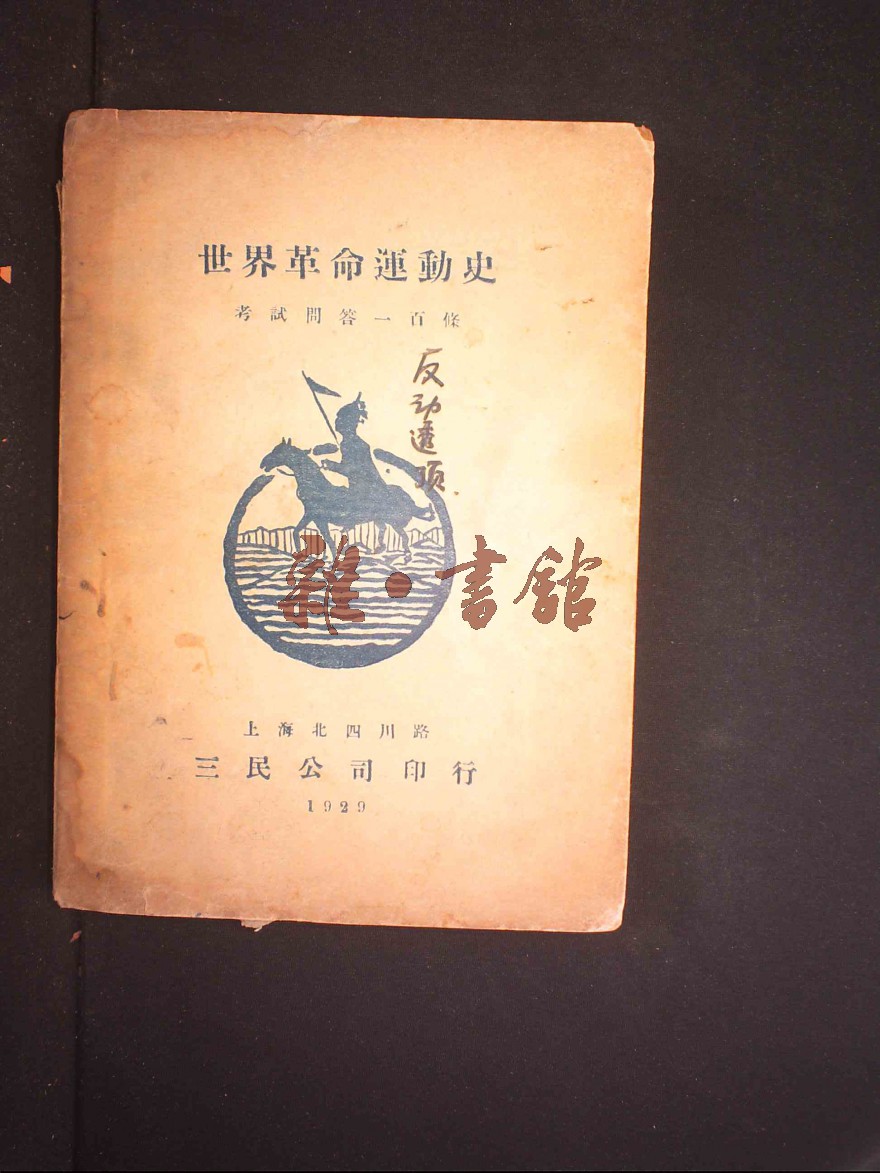 世界革命運動史
考試問答一百條
反动透顶
雜·書館
上海北四川路
三民公司印行
1929